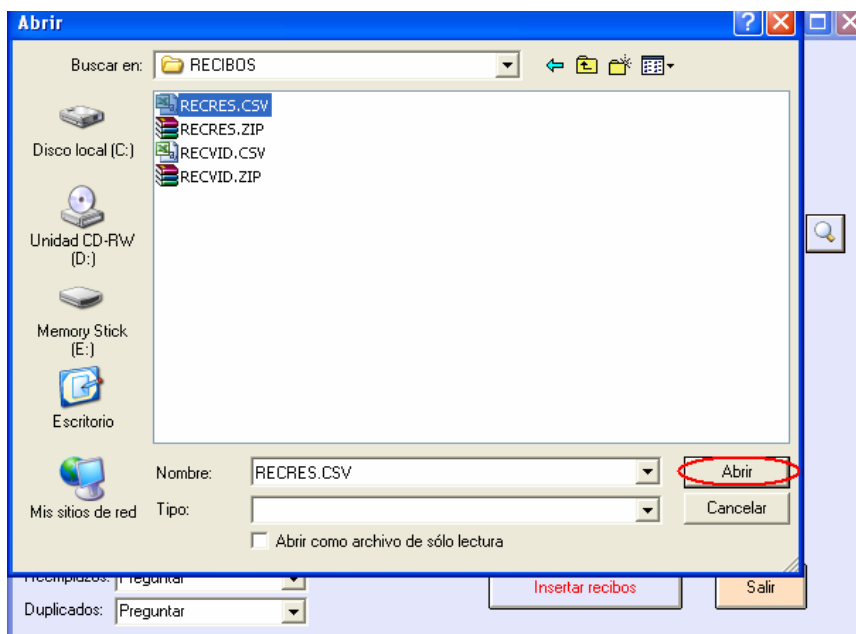 Abrir
Buscar en: RECIBOS
RECRES.CSV
RECRES.ZIP
RECVID.CSV
RECVID.ZIP
Disco local (C:)
Unidad CD-RW
(D:)
Memory Stick
(E:)
Escritorio
Mis sitios de red
Nombre: RECRES.CSV Abrir
Tipo: Cancelar
Abrir como archivo de sólo lectura
Reemplazos: Preguntar
Insertar recibos Salir
Duplicados: Preguntar